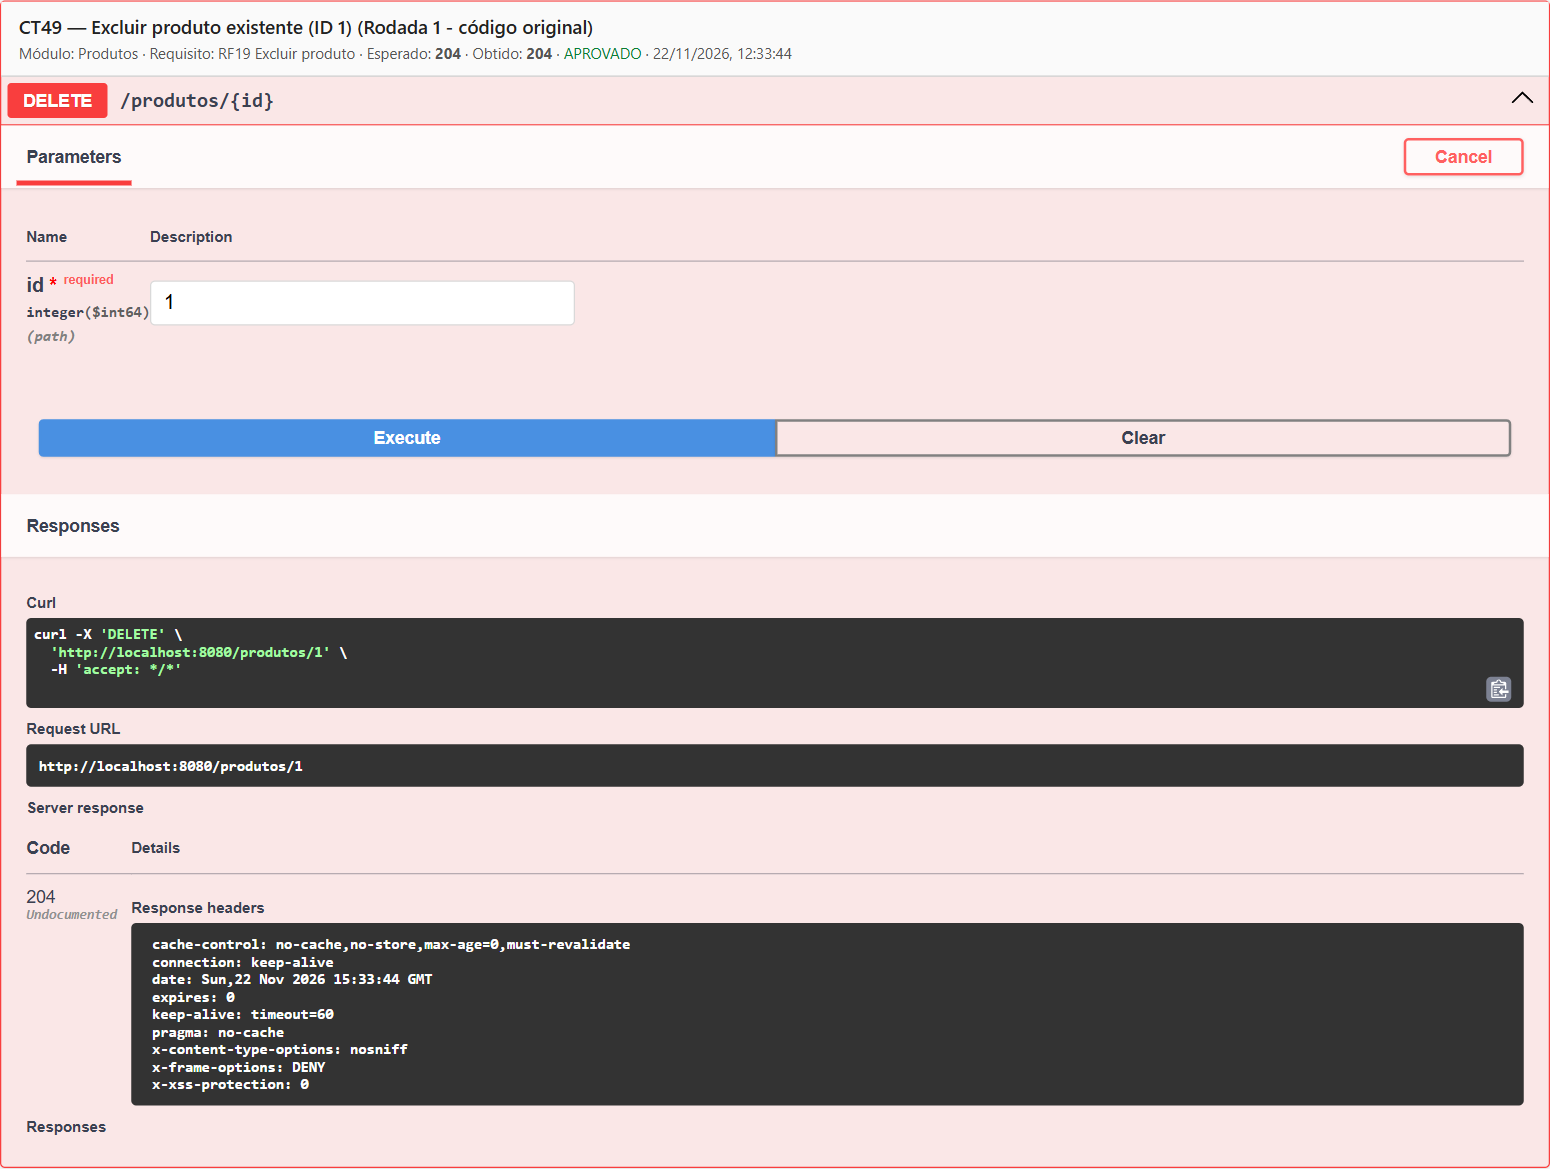 CT49 — Excluir produto existente (ID 1) (Rodada 1 - código original)
Módulo: Produtos · Requisito: RF19 Excluir produto · Esperado: 204 · Obtido: 204 · APROVADO · 22/11/2026, 12:33:44
DELETE /produtos/{id}
Parameters
Cancel
Name Description
id * required
integer($int64)
(path)
1
Execute Clear
Responses
Curl
curl -X 'DELETE' \
'http://localhost:8080/produtos/1' \
-H 'accept: */*'
Request URL
http://localhost:8080/produtos/1
Server response
Code Details
204
Undocumented
Response headers
cache-control: no-cache,no-store,max-age=0,must-revalidate
connection: keep-alive
date: Sun,22 Nov 2026 15:33:44 GMT
expires: 0
keep-alive: timeout=60
pragma: no-cache
x-content-type-options: nosniff
x-frame-options: DENY
x-xss-protection: 0
Responses